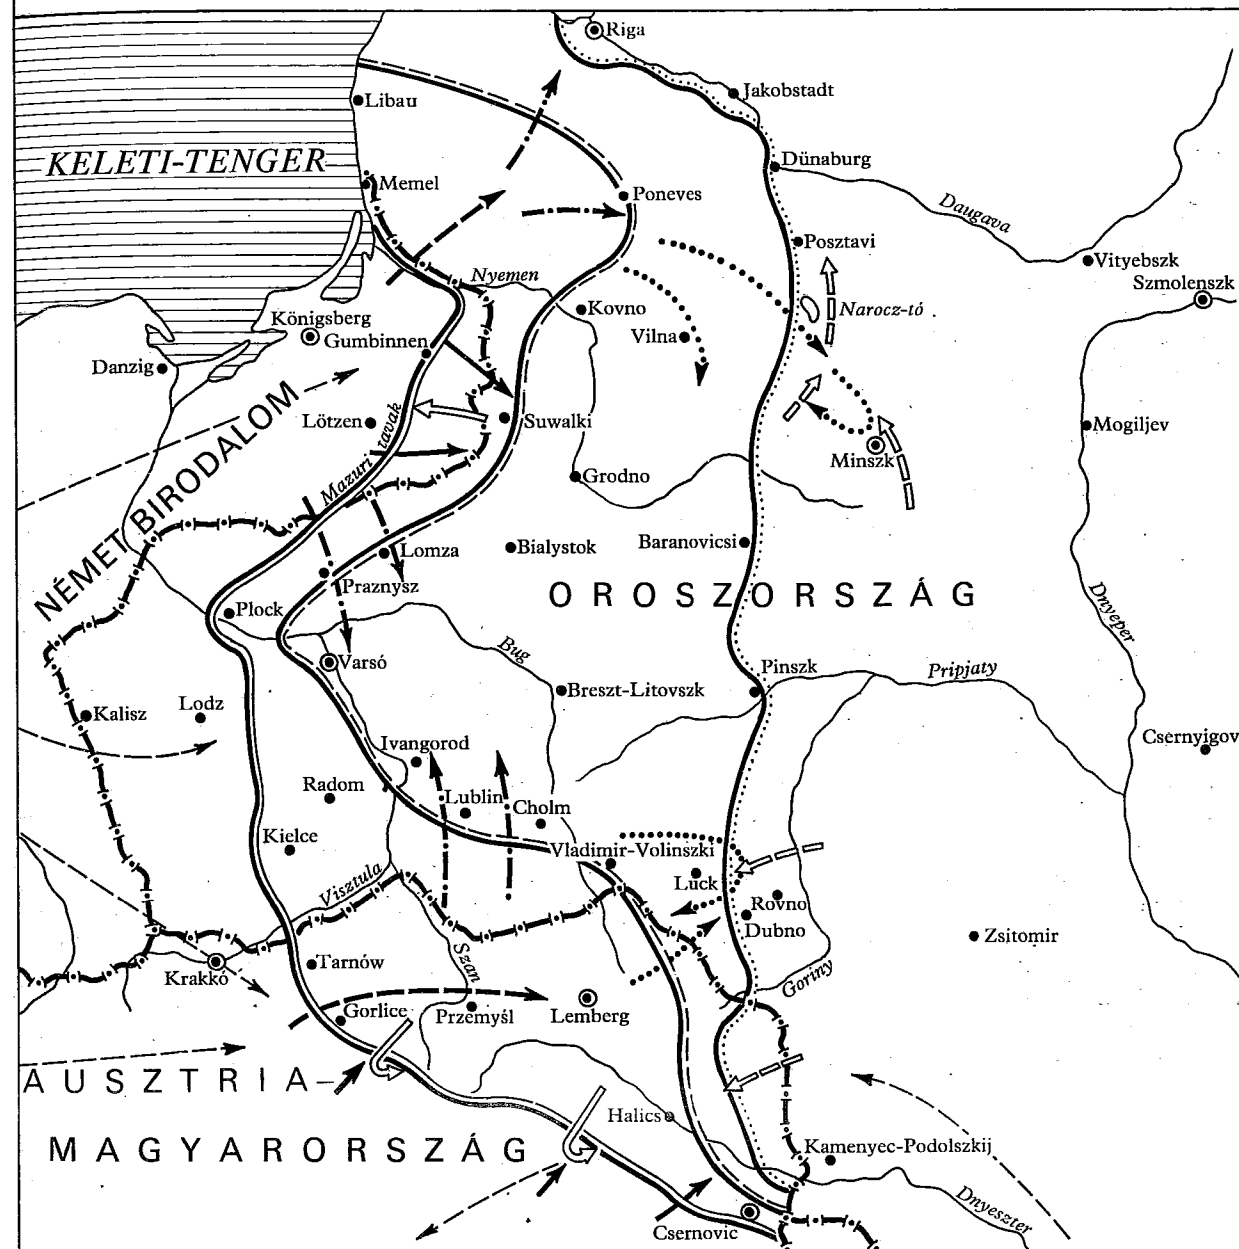 Riga
Jakobstadt
Libau
KELETI-TENGER
Dünaburg
Memel
Poneves
Daugava
Posztavi
Vityebszk
Nyemen
Szmolenszk
Kovno
Narocz-tó
Königsberg
Vilna
Gumbinnen
Danzig
Lötzen
Suwalki
Mogiljev
Mazuri tavak
Minszk
Grodno
NÉMET BIRODALOM
Lomza
Bialystok
Baranovicsi
Praznysz
OROSZORSZÁG
Płock
Dnyeper
Bug
Varsó
Pinszk
Pripjaty
Breszt-Litovszk
Kalisz
Lodz
Csernyigov
Ivangorod
Radom
Lublin
Cholm
Kielce
Vladimir-Volinszki
Luck
Visztula
Rovno
Dubno
Zsitomir
Szam
Krakkó
Tarnów
Goriny
Gorlice
Przemyśl
Lemberg
AUSZTRIA–
Halics
MAGYARORSZÁG
Kamenyec-Podolszkij
Dnyeszter
Csernovic